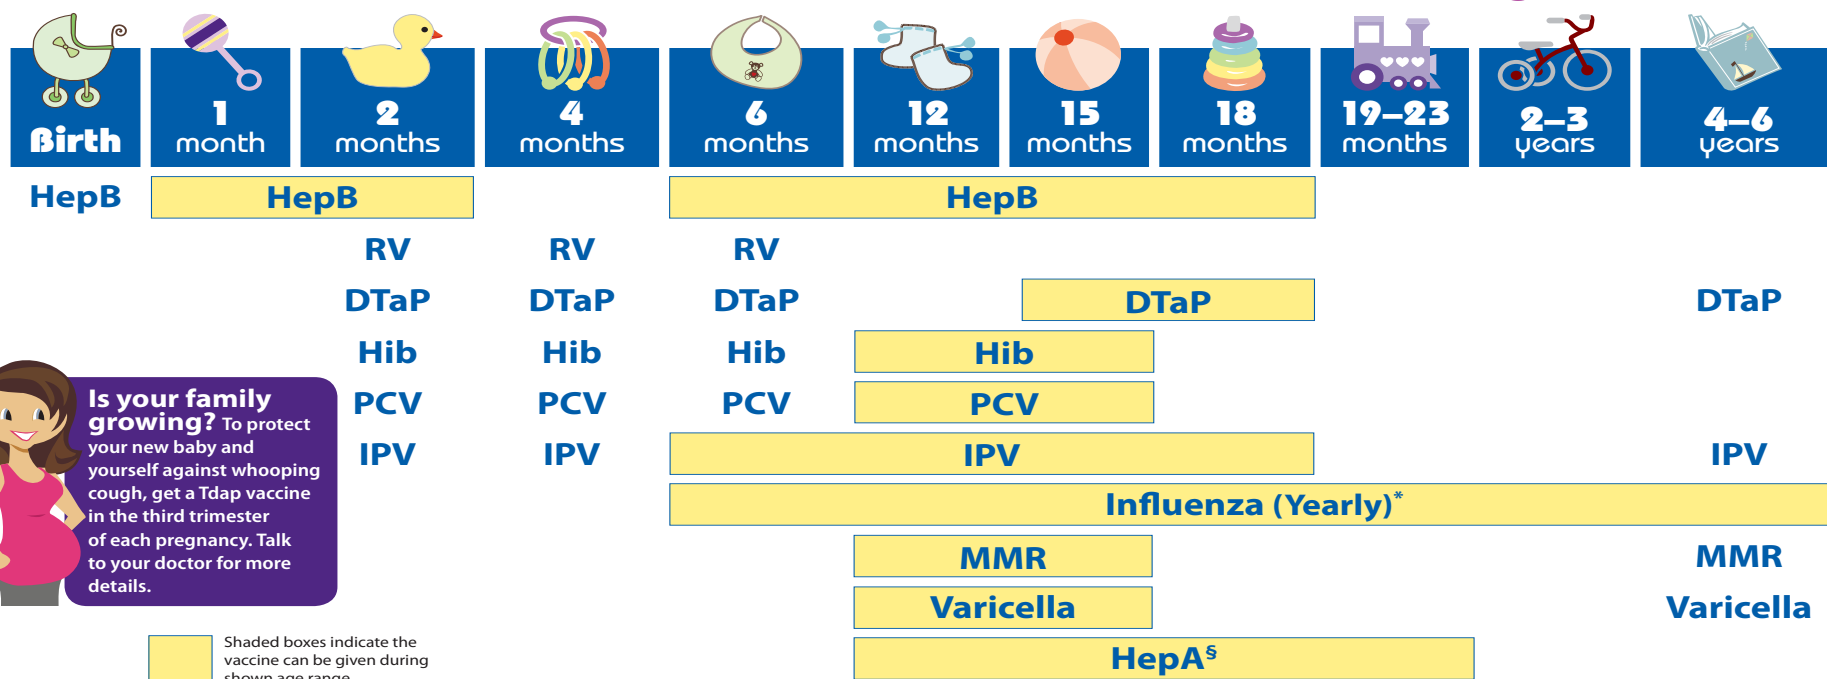 Birth
1
month
2
months
4
months
6
months
12
months
15
months
18
months
19–23
months
2–3
years
4–6
years
HepB HepB HepB
RV RV RV
DTaP DTaP DTaP DTaP DTaP
Hib Hib Hib Hib
PCV PCV PCV PCV
IPV IPV IPV IPV
Influenza (Yearly)*
MMR MMR
Varicella Varicella
HepA§
Is your family
growing? To protect
your new baby and
yourself against whooping
cough, get a Tdap vaccine
in the third trimester
of each pregnancy. Talk
to your doctor for more
details.
Shaded boxes indicate the
vaccine can be given during
shown age range.